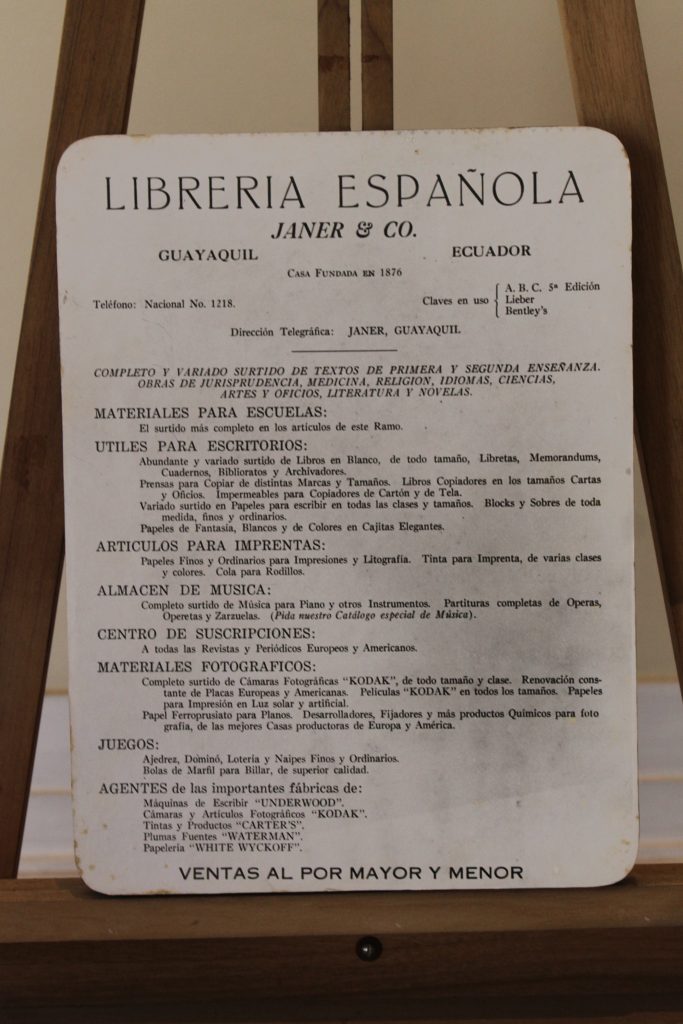 LIBRERIA ESPAÑOLA
JANER & CO.
GUAYAQUIL ECUADOR
CASA FUNDADA EN 1876
Teléfono: Nacional No. 1218.
Claves en uso
A. B. C. 5ª Edición
Lieber
Bentley's
Dirección Telegráfica: JANER, GUAYAQUIL
COMPLETO Y VARIADO SURTIDO DE TEXTOS DE PRIMERA Y SEGUNDA ENSEÑANZA.
OBRAS DE JURISPRUDENCIA, MEDICINA, RELIGION, IDIOMAS, CIENCIAS,
ARTES Y OFICIOS, LITERATURA Y NOVELAS.
MATERIALES PARA ESCUELAS:
El surtido más completo en los artículos de este Ramo.
UTILES PARA ESCRITORIOS:
Abundante y variado surtido de Libros en Blanco, de todo tamaño, Libretas, Memorandums,
Cuadernos, Biblioratos y Archivadores.
Prensas para Copiar de distintas Marcas y Tamaños. Libros Copiadores en los tamaños Cartas
y Oficios. Impermeables para Copiadores de Cartón y de Tela.
Variado surtido en Papeles para escribir en todas las clases y tamaños. Blocks y Sobres de toda
medida, finos y ordinarios.
Papeles de Fantasía, Blancos y de Colores en Cajitas Elegantes.
ARTICULOS PARA IMPRENTAS:
Papeles Finos y Ordinarios para Impresiones y Litografía. Tinta para Imprenta, de varias clases
y colores. Cola para Rodillos.
ALMACEN DE MUSICA:
Completo surtido de Música para Piano y otros Instrumentos. Partituras completas de Operas,
Operetas y Zarzuelas. (Pida nuestro Catálogo especial de Música).
CENTRO DE SUSCRIPCIONES:
A todas las Revistas y Periódicos Europeos y Americanos.
MATERIALES FOTOGRAFICOS:
Completo surtido de Cámaras Fotográficas "KODAK", de todo tamaño y clase. Renovación cons-
tante de Placas Europeas y Americanas. Películas "KODAK" en todos los tamaños. Papeles
para Impresión en Luz solar y artificial.
Papel Ferroprusiato para Planos. Desarrolladores, Fijadores y más productos Químicos para foto
grafía, de las mejores Casas productoras de Europa y América.
JUEGOS:
Ajedrez, Dominó, Lotería y Naipes Finos y Ordinarios.
Bolas de Marfil para Billar, de superior calidad.
AGENTES de las importantes fábricas de:
Máquinas de Escribir "UNDERWOOD".
Cámaras y Artículos Fotográficos "KODAK".
Tintas y Productos "CARTER'S".
Plumas Fuentes "WATERMAN".
Papelería "WHITE WYCKOFF".
VENTAS AL POR MAYOR Y MENOR